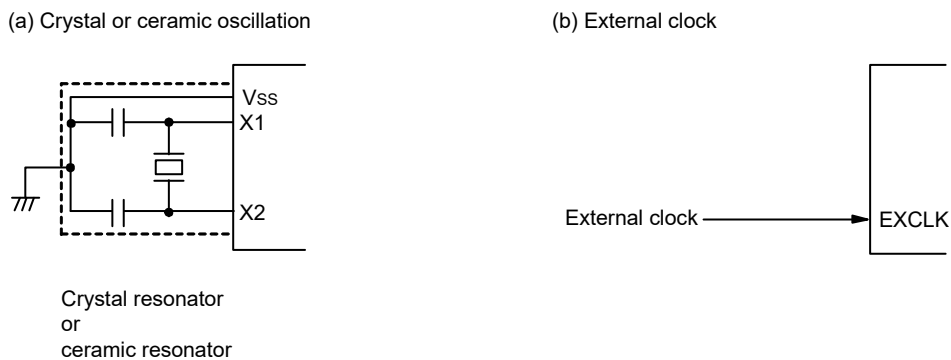 (a) Crystal or ceramic oscillation
VSS
X1
X2
Crystal resonator
or
ceramic resonator
(b) External clock
External clock
EXCLK